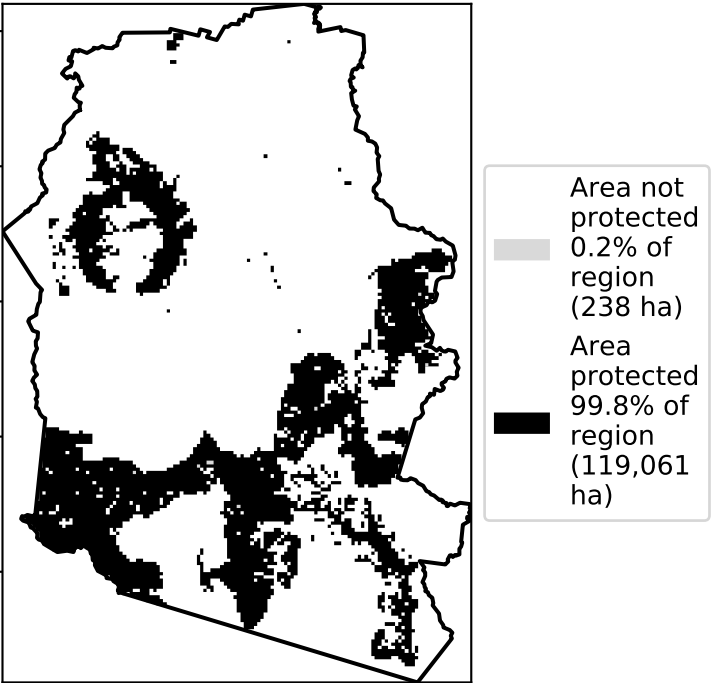 Area not
protected
0.2% of
region
(238 ha)
Area
protected
99.8% of
region
(119,061
ha)